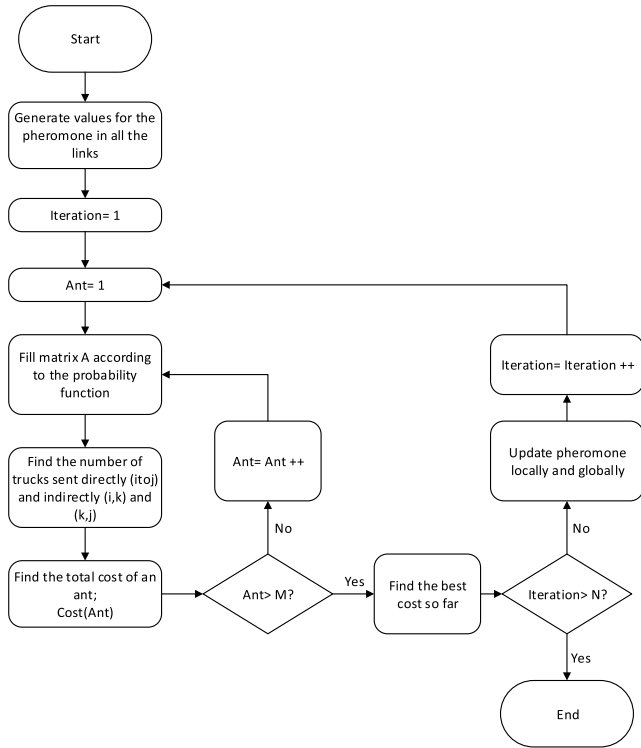 Start
Generate values for the
pheromone in all the
links
Iteration= 1
Ant= 1
Fill matrix A according
to the probability
function
Find the number of
trucks sent directly (itoj)
and indirectly (i,k) and
(k,j)
Find the total cost of an
ant;
Cost(Ant)
Ant= Ant ++
No
Ant> M?
Yes
Find the best
cost so far
Iteration= Iteration ++
Update pheromone
locally and globally
No
Iteration> N?
Yes
End